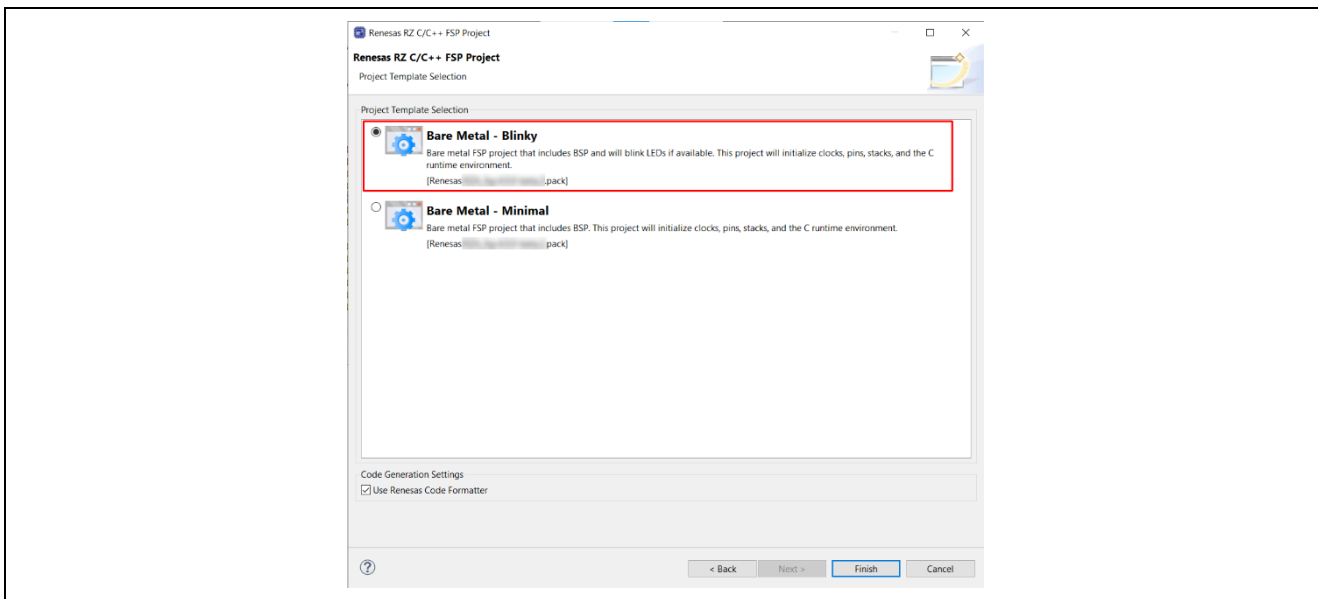 Renesas RZ C/C++ FSP Project
Renesas RZ C/C++ FSP Project
Project Template Selection
Project Template Selection
Bare Metal - Blinky
Bare metal FSP project that includes BSP and will blink LEDs if available. This project will initialize clocks, pins, stacks, and the C
runtime environment.
[Renesas .pack]
Bare Metal - Minimal
Bare metal FSP project that includes BSP. This project will initialize clocks, pins, stacks, and the C runtime environment.
[Renesas pack]
Code Generation Settings
Use Renesas Code Formatter
? < Back Next > Finish Cancel